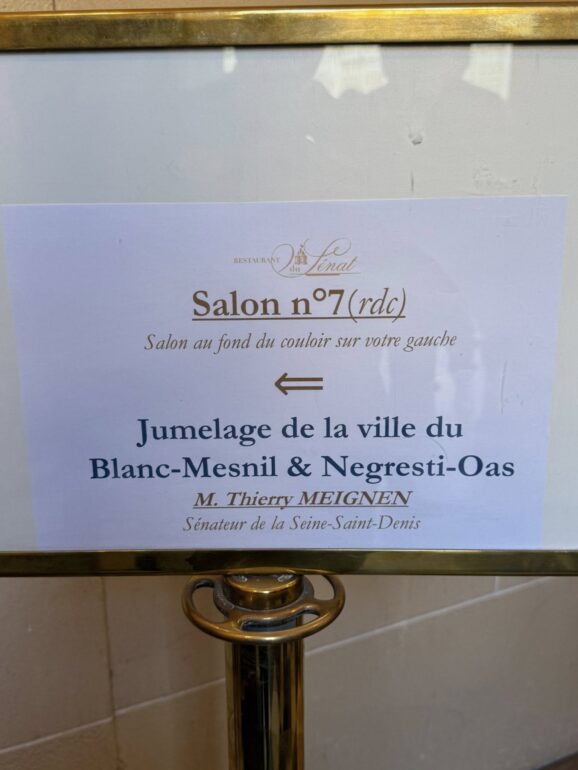 RESTAURANT du Sénat
Salon n°7(rdc)
Salon au fond du couloir sur votre gauche
⇐
Jumelage de la ville du
Blanc-Mesnil & Negresti-Oas
M. Thierry MEIGNEN
Sénateur de la Seine-Saint-Denis